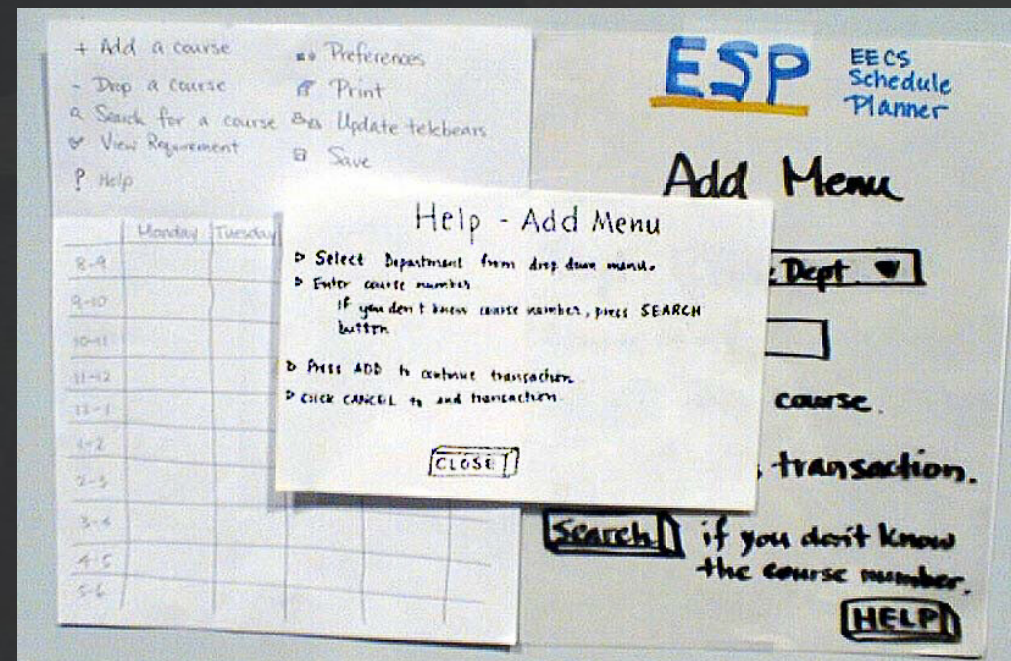 + Add a course
- Drop a course
Search for a course
View Requirement
? Help
Preferences
Print
Update telebears
Save
Monday Tuesday
8-9
9-10
10-11
11-12
12-1
1-2
2-3
3-4
4-5
5-6
Help - Add Menu
▷ Select Department from drop down menu.
▷ Enter course number
If you don't know course number, press SEARCH
button
▷ Press ADD to continue transaction.
▷ Click CANCEL to end transaction.
CLOSE
ESP
EECS
Schedule
Planner
Add Menu
Dept. ▼
course.
transaction.
Search if you don't know
the course number.
HELP